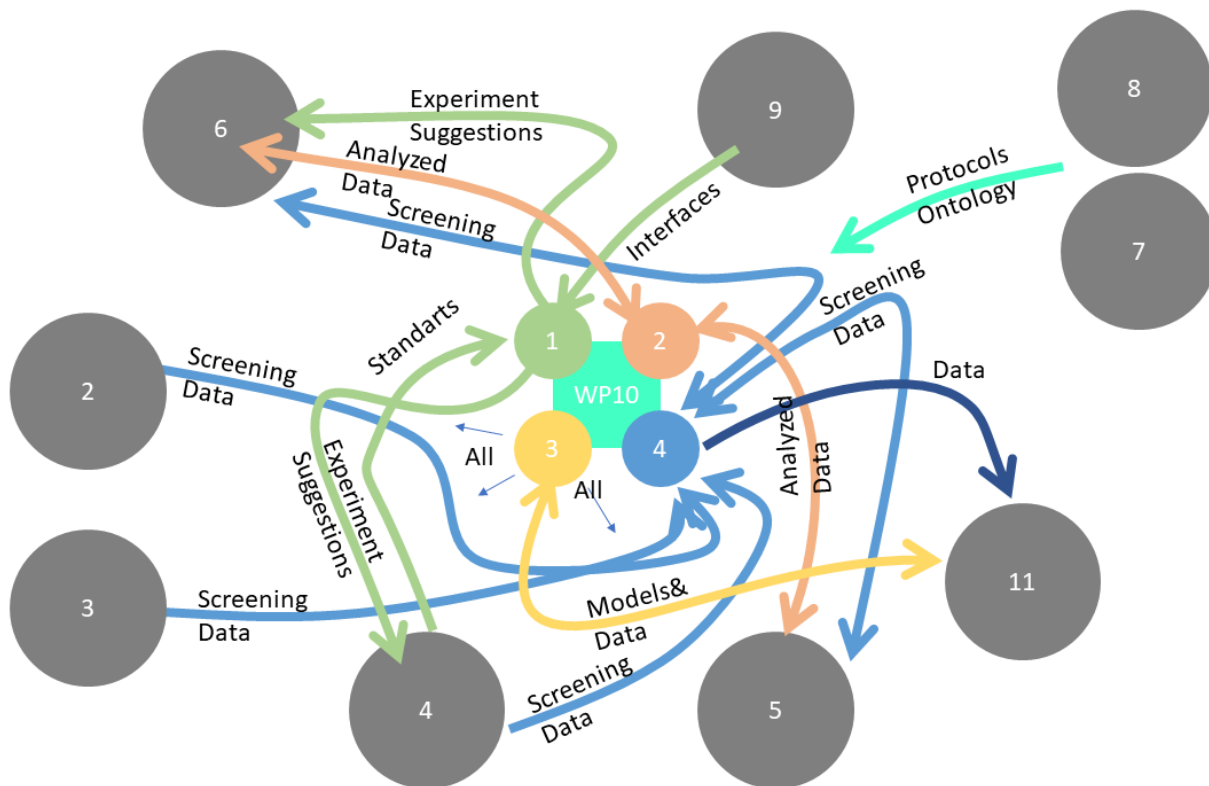 8
9
Experiment
Suggestions
6
Protocols
Ontology
Analyzed
Data
Screening
Data
Interfaces
7
Screening
Data
Standarts
1
2
2
Screening
Data
WP10
Data
3
4
All
All
Analyzed
Data
Experiment
Suggestions
3
Screening
Data
Models&
Data
11
4
Screening
Data
5